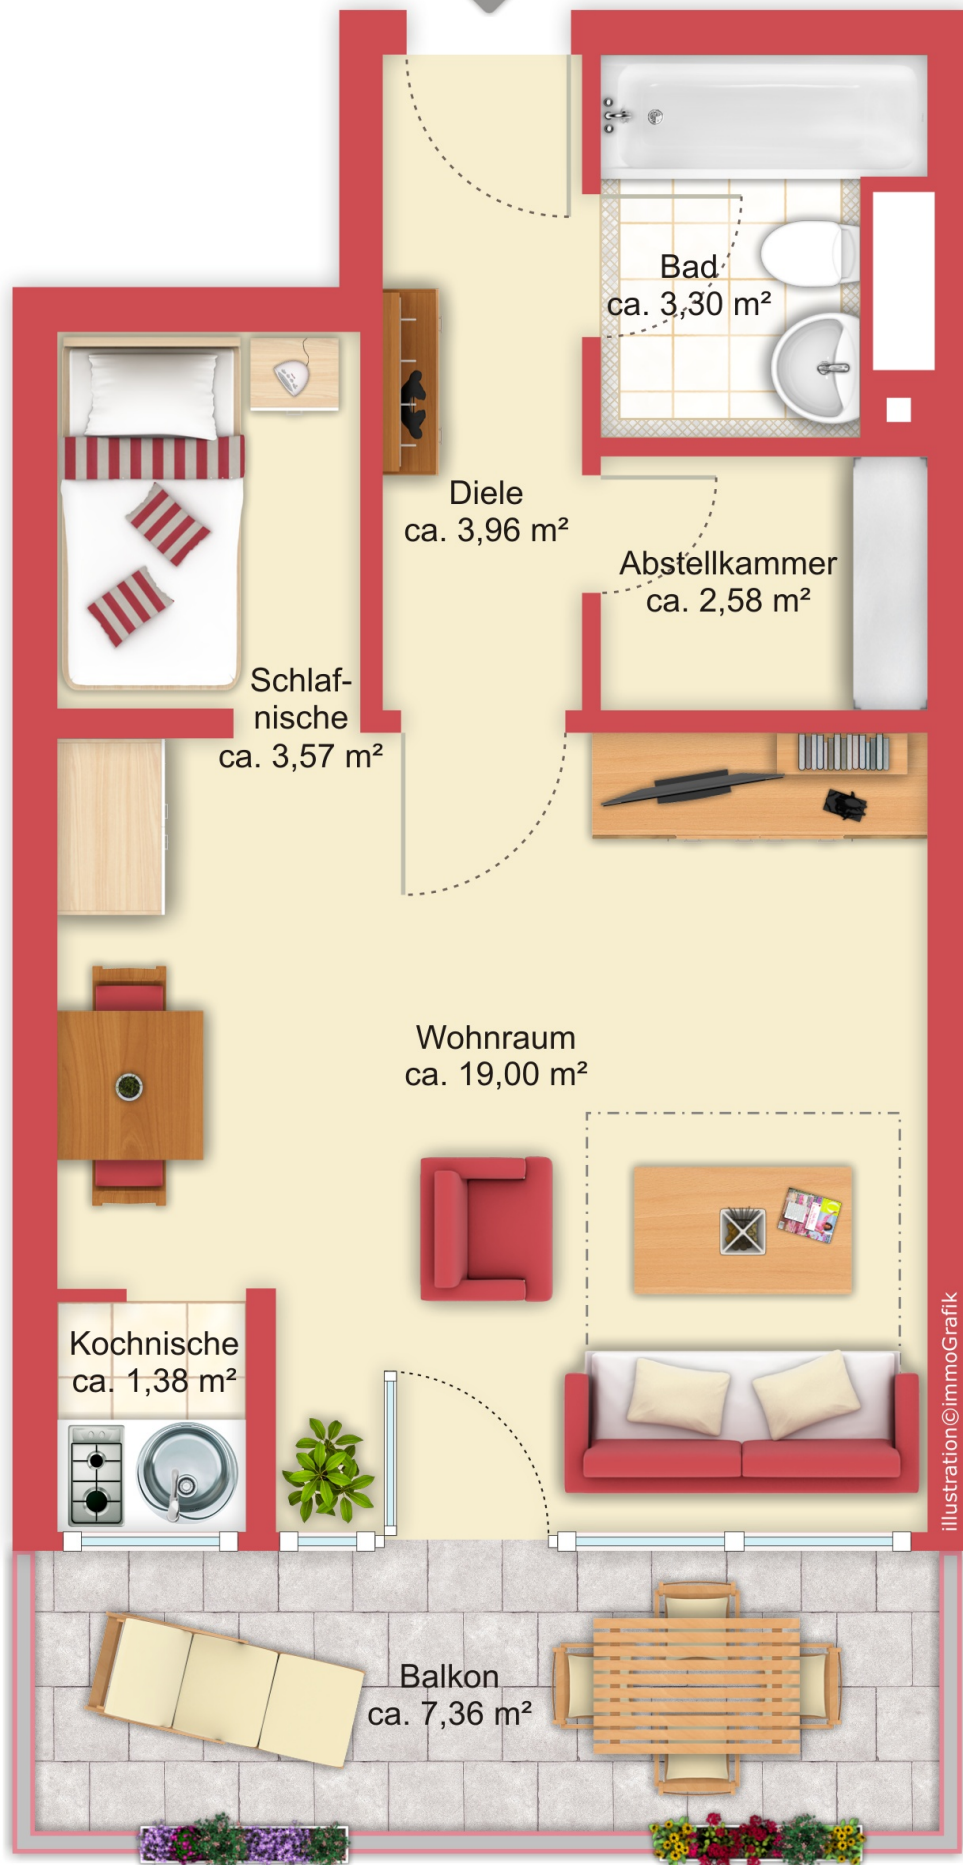 Bad
ca. 3,30 m²
Diele
ca. 3,96 m²
Abstellkammer
ca. 2,58 m²
Schlaf-
nische
ca. 3,57 m²
Wohnraum
ca. 19,00 m²
Kochnische
ca. 1,38 m²
illustration©immoGrafik
Balkon
ca. 7,36 m²